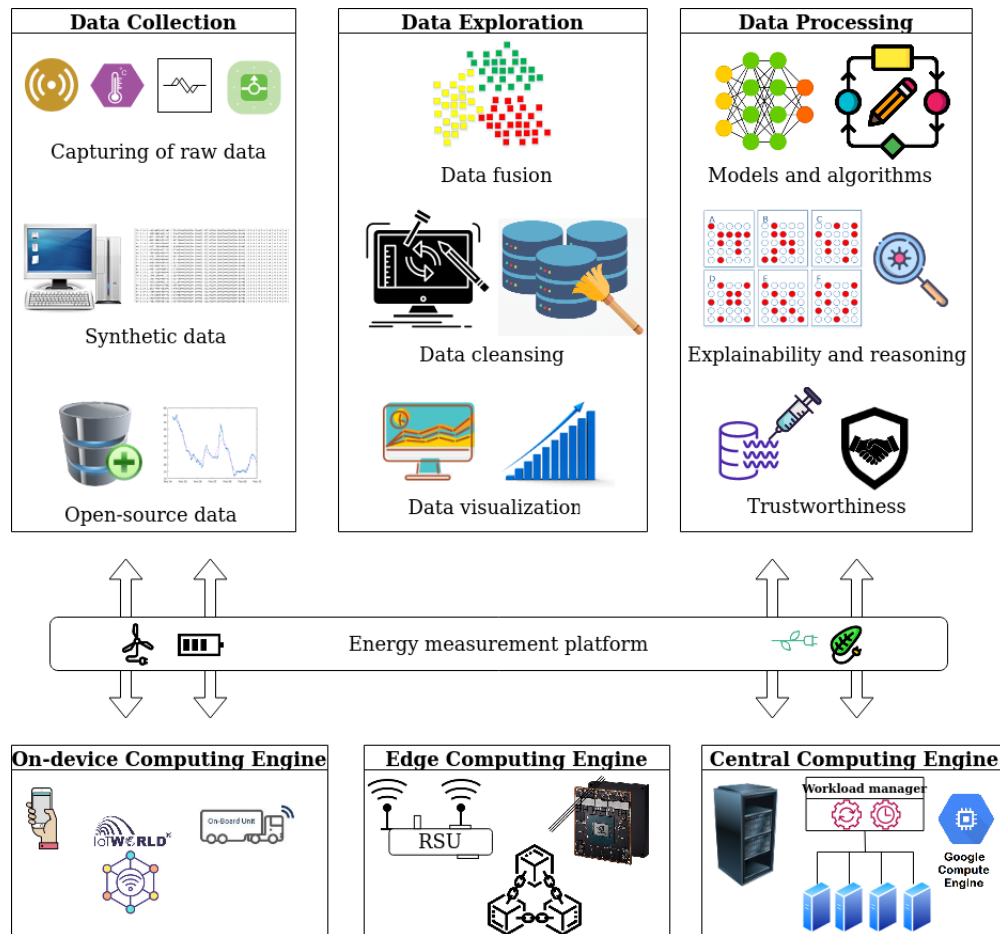 Data Collection
Capturing of raw data
Synthetic data
Open-source data
Data Exploration
Data fusion
Data cleansing
Data visualization
Data Processing
Models and algorithms
A B C
D E F
Explainability and reasoning
Trustworthiness
Energy measurement platform
On-device Computing Engine
IoTWORLD
On-Board Unit
Edge Computing Engine
RSU
Central Computing Engine
Workload manager
Google
Compute
Engine